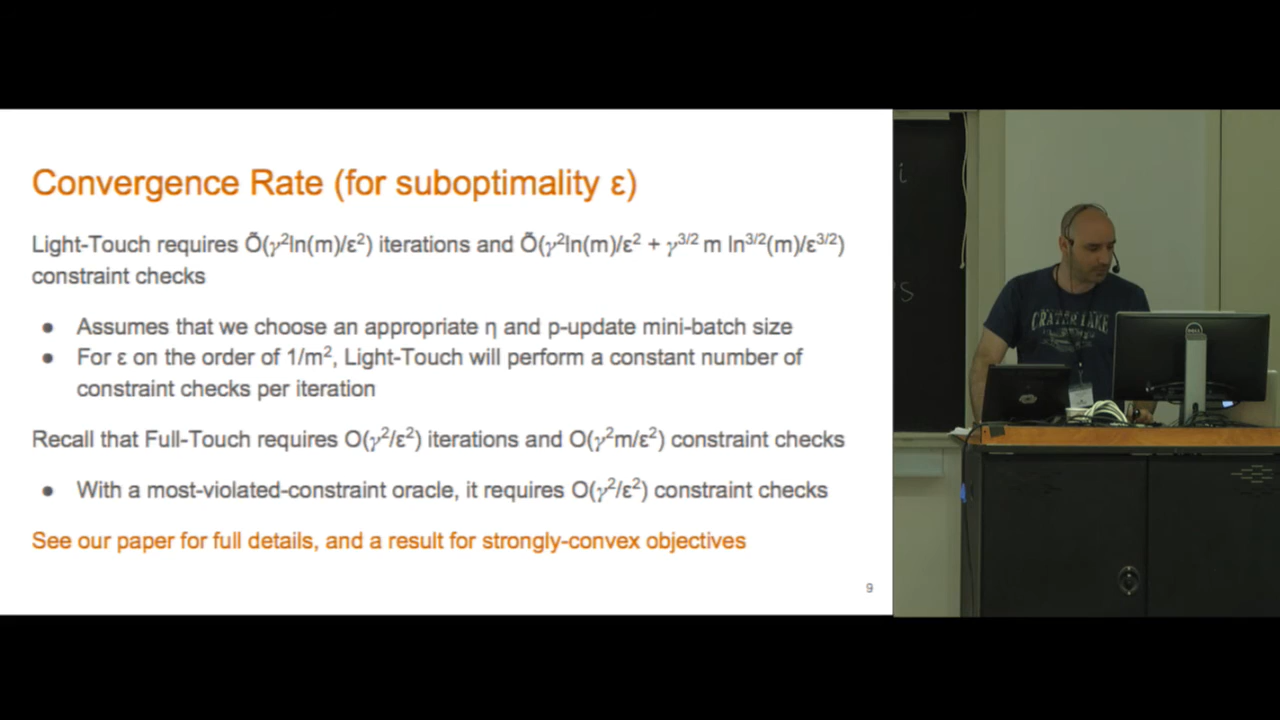 Convergence Rate (for suboptimality ε)
Light-Touch requires Õ(γ²ln(m)/ε²) iterations and Õ(γ²ln(m)/ε² + γ^3/2 m ln^3/2(m)/ε^3/2)
constraint checks
● Assumes that we choose an appropriate η and p-update mini-batch size
● For ε on the order of 1/m², Light-Touch will perform a constant number of
constraint checks per iteration
Recall that Full-Touch requires O(γ²/ε²) iterations and O(γ²m/ε²) constraint checks
● With a most-violated-constraint oracle, it requires O(γ²/ε²) constraint checks
See our paper for full details, and a result for strongly-convex objectives
9
i
s
CRATER LAKE
DELL